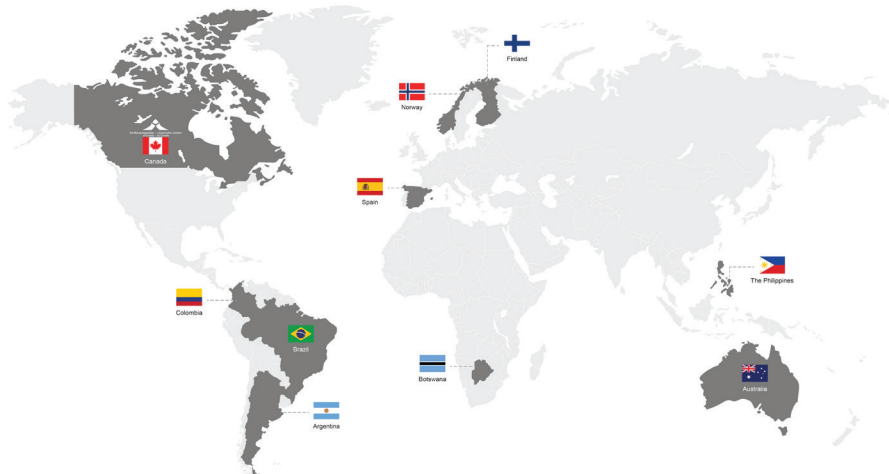 Finland
Norway
Canada
Spain
The Philippines
Colombia
Brazil
Botswana
Australia
Argentina